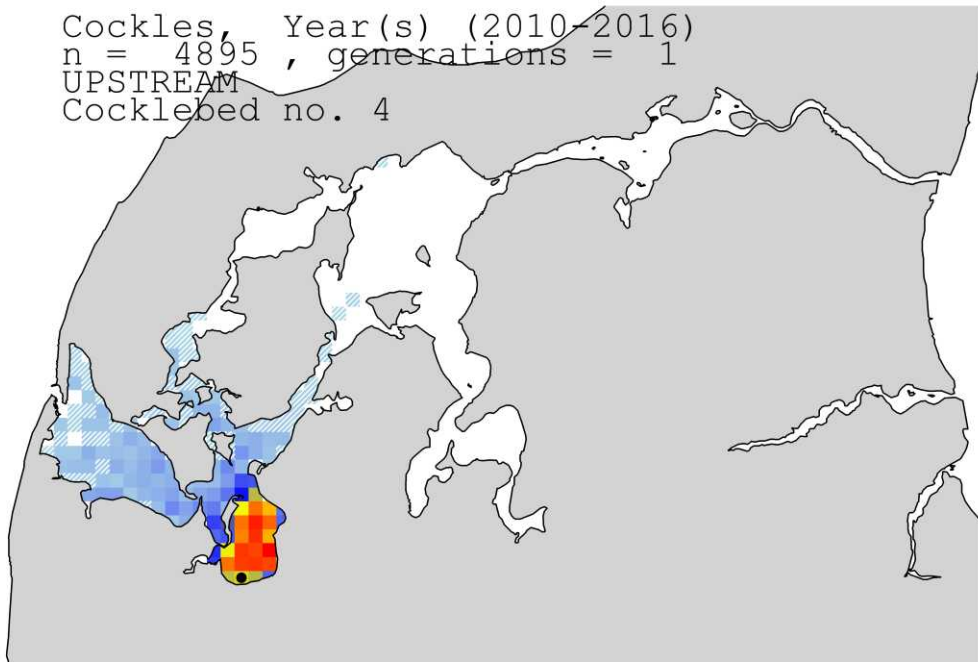 Cockles,  Year(s) (2010-2016)
n =  4895 , generations =  1
UPSTREAM
Cocklebed no. 4